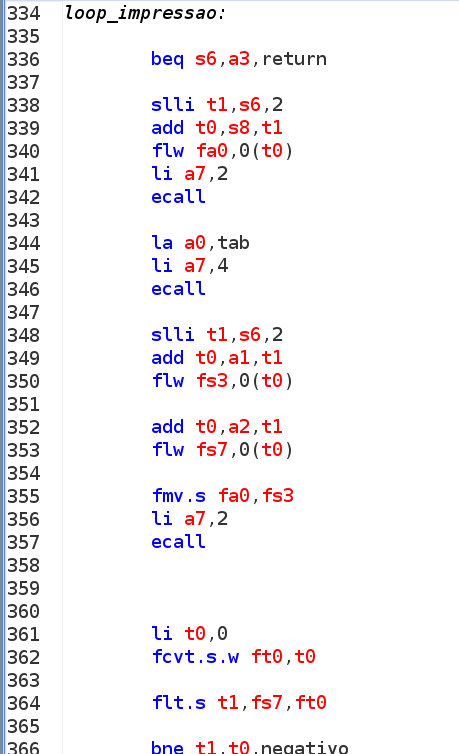 334 loop_impressao:
335
336 beq s6,a3,return
337
338 slli t1,s6,2
339 add t0,s8,t1
340 flw fa0,0(t0)
341 li a7,2
342 ecall
343
344 la a0,tab
345 li a7,4
346 ecall
347
348 slli t1,s6,2
349 add t0,a1,t1
350 flw fs3,0(t0)
351
352 add t0,a2,t1
353 flw fs7,0(t0)
354
355 fmv.s fa0,fs3
356 li a7,2
357 ecall
358
359
360
361 li t0,0
362 fcvt.s.w ft0,t0
363
364 flt.s t1,fs7,ft0
365
366 bne t1,t0,negativo